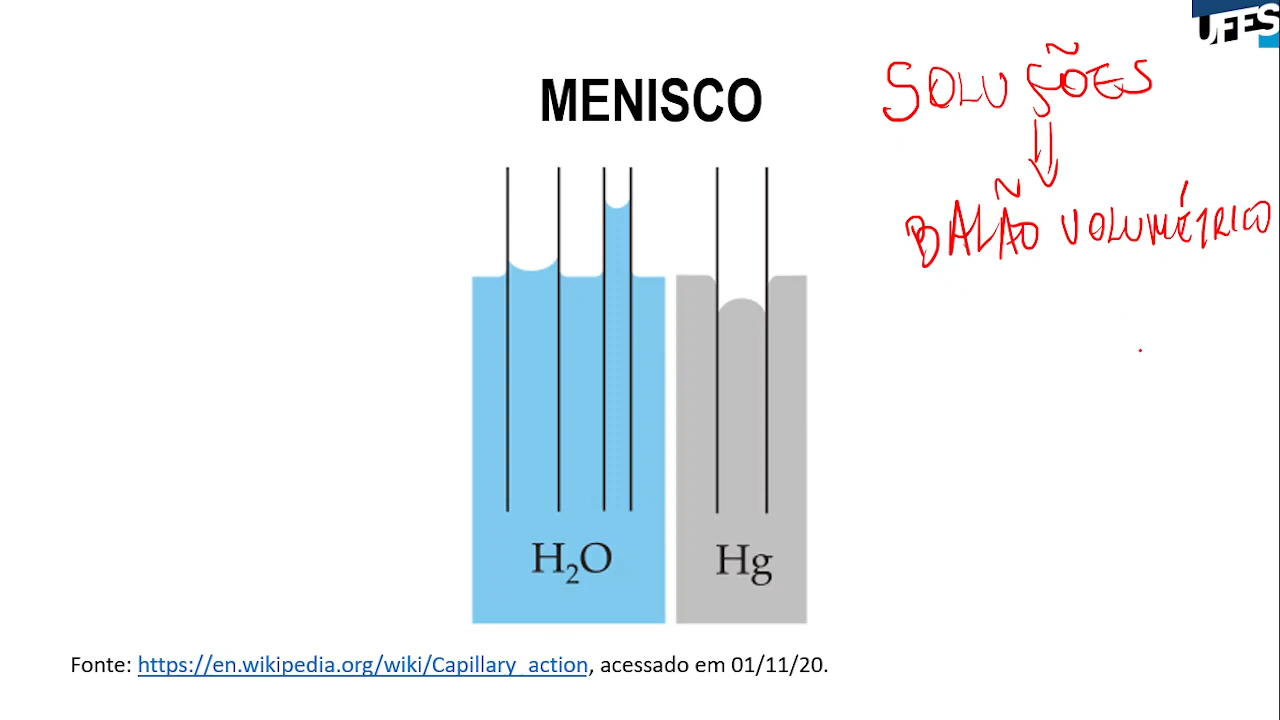 UFES
MENISCO
SOLUÇÕES
BALÃO VOLUMÉTRICO
H₂O
Hg
Fonte: https://en.wikipedia.org/wiki/Capillary_action, acessado em 01/11/20.